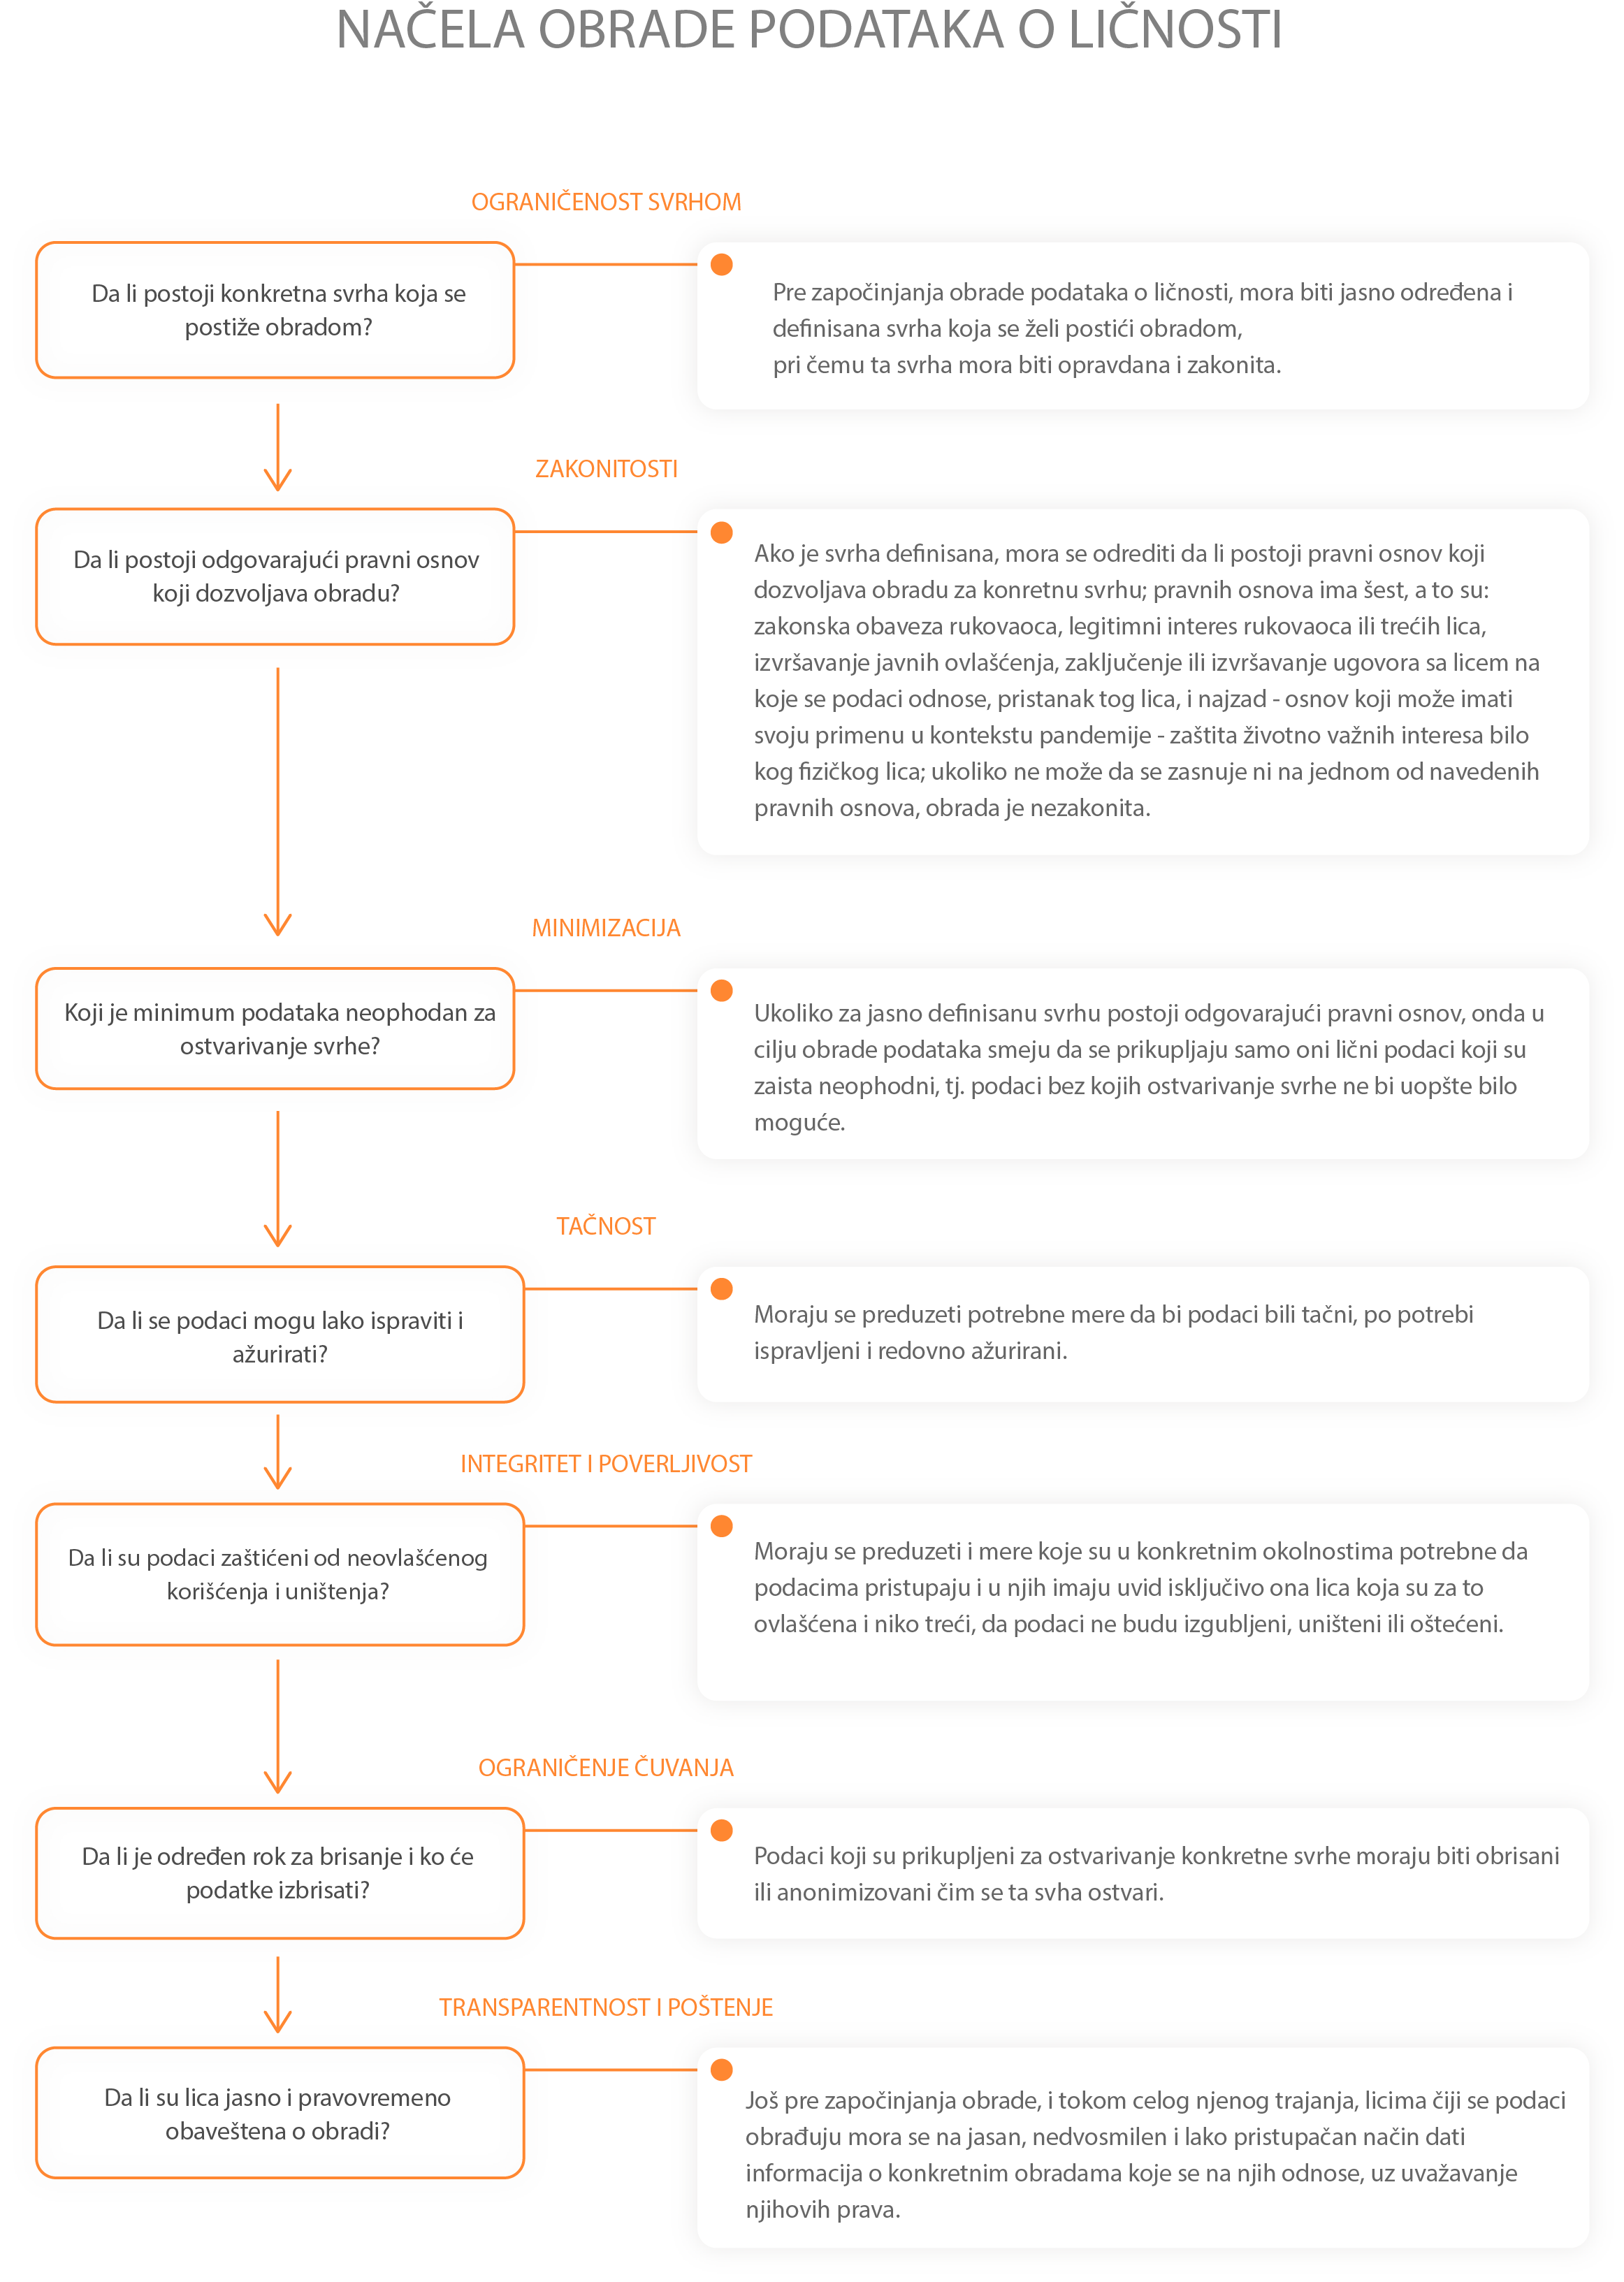 NAČELA OBRADE PODATAKA O LIČNOSTI
OGRANIČENOST SVRHOM
Da li postoji konkretna svrha koja se
postiže obradom?
Pre započinjanja obrade podataka o ličnosti, mora biti jasno određena i
definisana svrha koja se želi postići obradom,
pri čemu ta svrha mora biti opravdana i zakonita.
ZAKONITOSTI
Da li postoji odgovarajući pravni osnov
koji dozvoljava obradu?
Ako je svrha definisana, mora se odrediti da li postoji pravni osnov koji
dozvoljava obradu za konretnu svrhu; pravnih osnova ima šest, a to su:
zakonska obaveza rukovaoca, legitimni interes rukovaoca ili trećih lica,
izvršavanje javnih ovlašćenja, zaključenje ili izvršavanje ugovora sa licem na
koje se podaci odnose, pristanak tog lica, i najzad - osnov koji može imati
svoju primenu u kontekstu pandemije - zaštita životno važnih interesa bilo
kog fizičkog lica; ukoliko ne može da se zasnuje ni na jednom od navedenih
pravnih osnova, obrada je nezakonita.
MINIMIZACIJA
Koji je minimum podataka neophodan za
ostvarivanje svrhe?
Ukoliko za jasno definisanu svrhu postoji odgovarajući pravni osnov, onda u
cilju obrade podataka smeju da se prikupljaju samo oni lični podaci koji su
zaista neophodni, tj. podaci bez kojih ostvarivanje svrhe ne bi uopšte bilo
moguće.
TAČNOST
Da li se podaci mogu lako ispraviti i
ažurirati?
Moraju se preduzeti potrebne mere da bi podaci bili tačni, po potrebi
ispravljeni i redovno ažurirani.
INTEGRITET I POVERLJIVOST
Da li su podaci zaštićeni od neovlašćenog
korišćenja i uništenja?
Moraju se preduzeti i mere koje su u konkretnim okolnostima potrebne da
podacima pristupaju i u njih imaju uvid isključivo ona lica koja su za to
ovlašćena i niko treći, da podaci ne budu izgubljeni, uništeni ili oštećeni.
OGRANIČENJE ČUVANJA
Da li je određen rok za brisanje i ko će
podatke izbrisati?
Podaci koji su prikupljeni za ostvarivanje konkretne svrhe moraju biti obrisani
ili anonimizovani čim se ta svha ostvari.
TRANSPARENTNOST I POŠTENJE
Da li su lica jasno i pravovremeno
obaveštena o obradi?
Još pre započinjanja obrade, i tokom celog njenog trajanja, licima čiji se podaci
obrađuju mora se na jasan, nedvosmilen i lako pristupačan način dati
informacija o konkretnim obradama koje se na njih odnose, uz uvažavanje
njihovih prava.